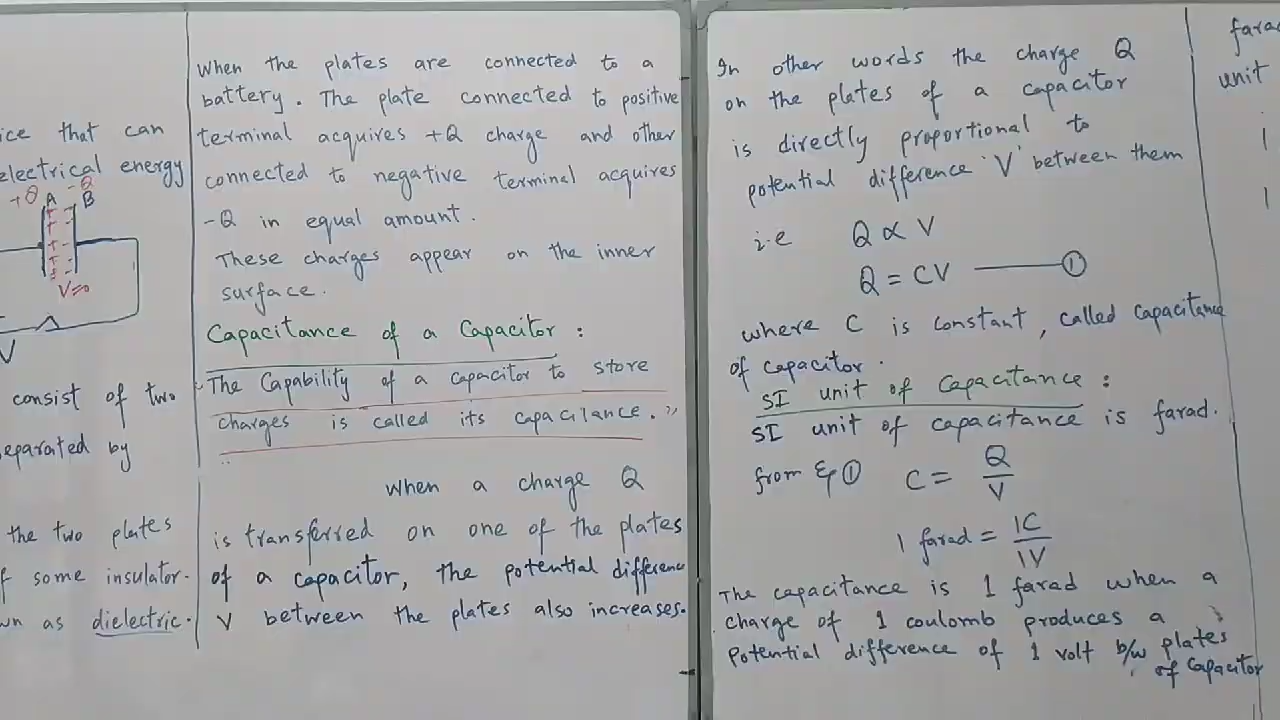 ice that can
electrical energy
+Q A -Q B
V=0
V
consist of two
eparated by
the two plates
f some insulator.
wn as dielectric.
When the plates are connected to a
battery. The plate connected to positive
terminal acquires +Q charge and other
connected to negative terminal acquires
-Q in equal amount.
These charges appear on the inner
surface.
Capacitance of a Capacitor :
The Capability of a capacitor to store
charges is called its capacitance."
When a charge Q
is transferred on one of the plates
of a capacitor, the potential difference
V between the plates also increases.
In other words the charge Q
on the plates of a capacitor
is directly proportional to
potential difference 'V' between them
i.e Q ∝ V
Q = CV ——— ①
where C is constant, called capacitance
of capacitor.
SI unit of Capacitance :
SI unit of capacitance is farad.
from Eq ① C = Q/V
1 farad = 1C/1V
The capacitance is 1 farad when a
charge of 1 coulomb produces a
potential difference of 1 volt b/w plates
of capacitor
farad
unit
1
1